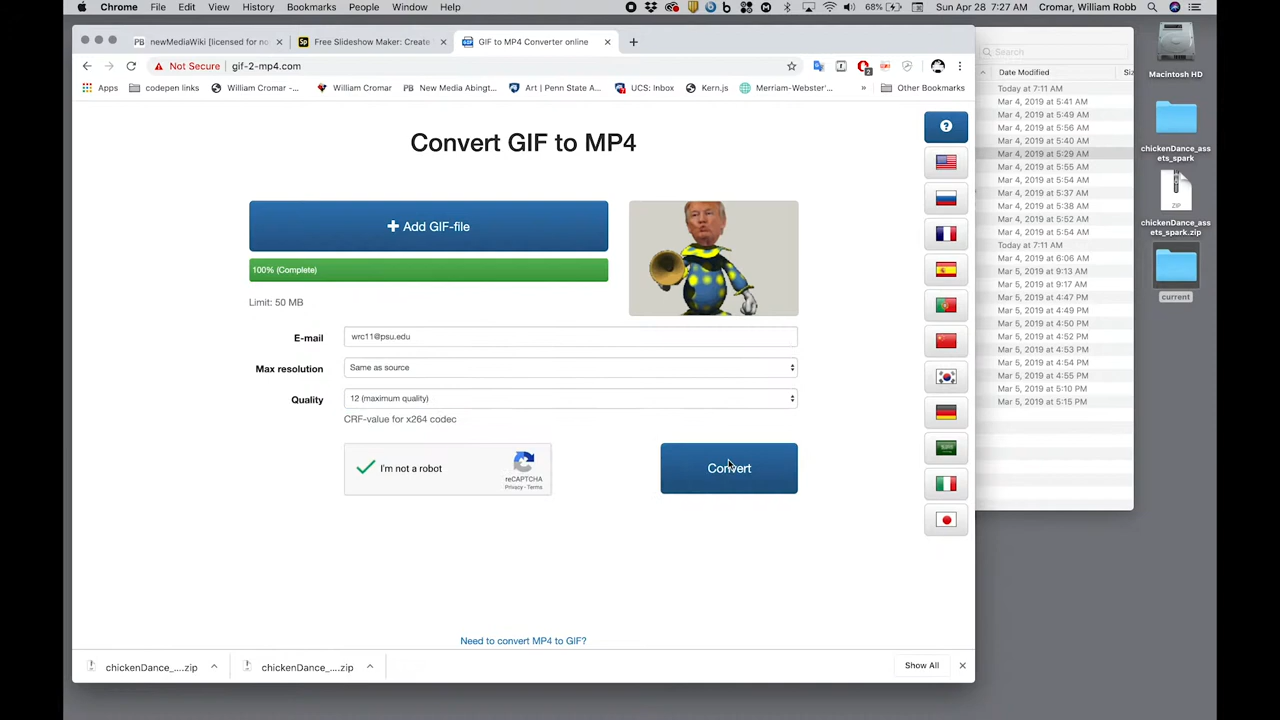 Chrome File Edit View History Bookmarks People Window Help 68% Sun Apr 28 7:27 AM Cromar, William Robb
PB newMediaWiki [licensed for no × Sp Free Slideshow Maker: Create × GIF to MP4 Converter online ×
Not Secure gif-2-mp4.com 2
Apps codepen links William Cromar –... William Cromar PB New Media Abingt... Art | Penn State A... UCS: Inbox Kern.js Merriam-Webster'... » Other Bookmarks
Convert GIF to MP4
Add GIF-file
100% (Complete)
Limit: 50 MB
E-mail wrc11@psu.edu
Max resolution Same as source
Quality 12 (maximum quality)
CRF-value for x264 codec
I'm not a robot
reCAPTCHA
Privacy - Terms
Convert
Need to convert MP4 to GIF?
chickenDance_....zip chickenDance_....zip Show All
?
Search
Date Modified Siz
Today at 7:11 AM
Mar 4, 2019 at 5:41 AM
Mar 4, 2019 at 5:49 AM
Mar 4, 2019 at 5:56 AM
Mar 4, 2019 at 5:40 AM
Mar 4, 2019 at 5:29 AM
Mar 4, 2019 at 5:55 AM
Mar 4, 2019 at 5:54 AM
Mar 4, 2019 at 5:37 AM
Mar 4, 2019 at 5:38 AM
Mar 4, 2019 at 5:52 AM
Mar 4, 2019 at 5:54 AM
Today at 7:11 AM
Mar 4, 2019 at 6:06 AM
Mar 5, 2019 at 9:13 AM
Mar 5, 2019 at 9:17 AM
Mar 5, 2019 at 4:47 PM
Mar 5, 2019 at 4:49 PM
Mar 5, 2019 at 4:50 PM
Mar 5, 2019 at 4:52 PM
Mar 5, 2019 at 4:53 PM
Mar 5, 2019 at 4:54 PM
Mar 5, 2019 at 4:55 PM
Mar 5, 2019 at 5:10 PM
Mar 5, 2019 at 5:15 PM
Macintosh HD
chickenDance_ass
ets_spark
ZIP
chickenDance_ass
ets_spark.zip
current